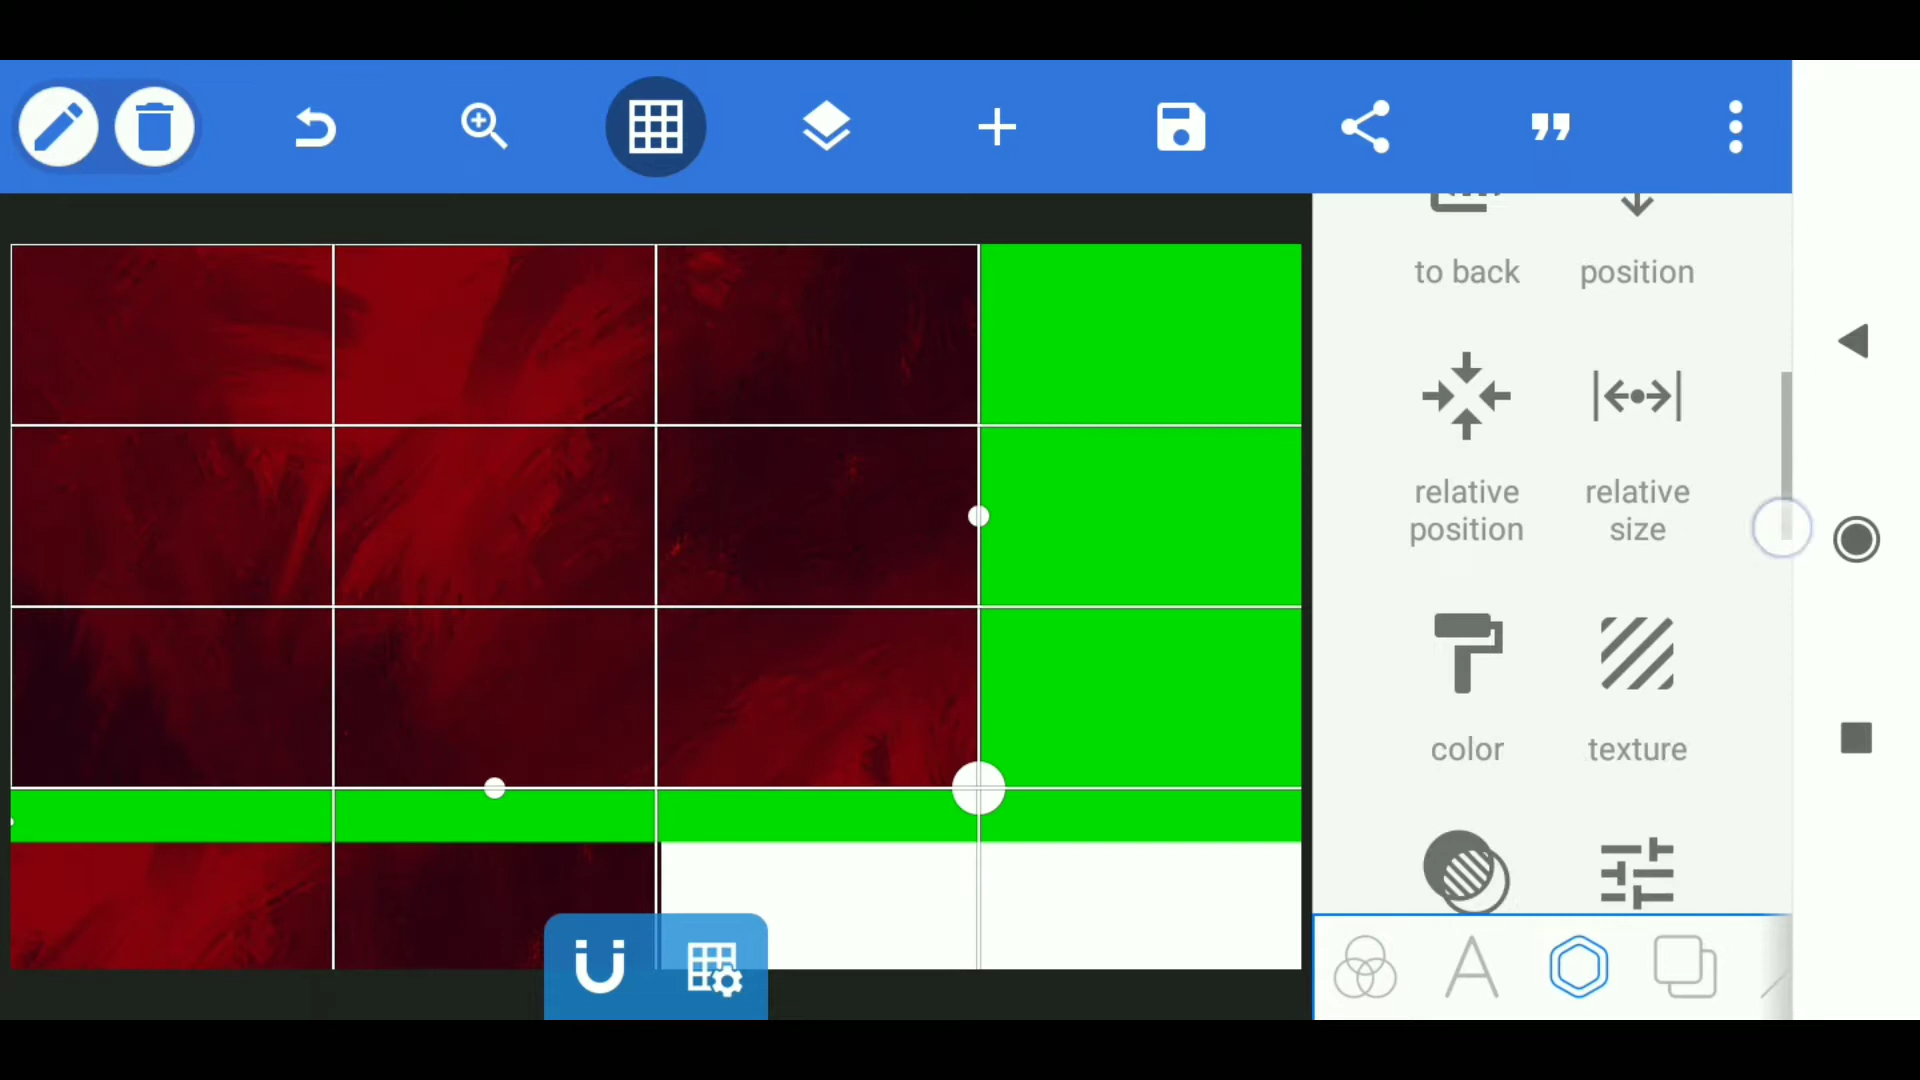 to back
position
relative
position
relative
size
color
texture